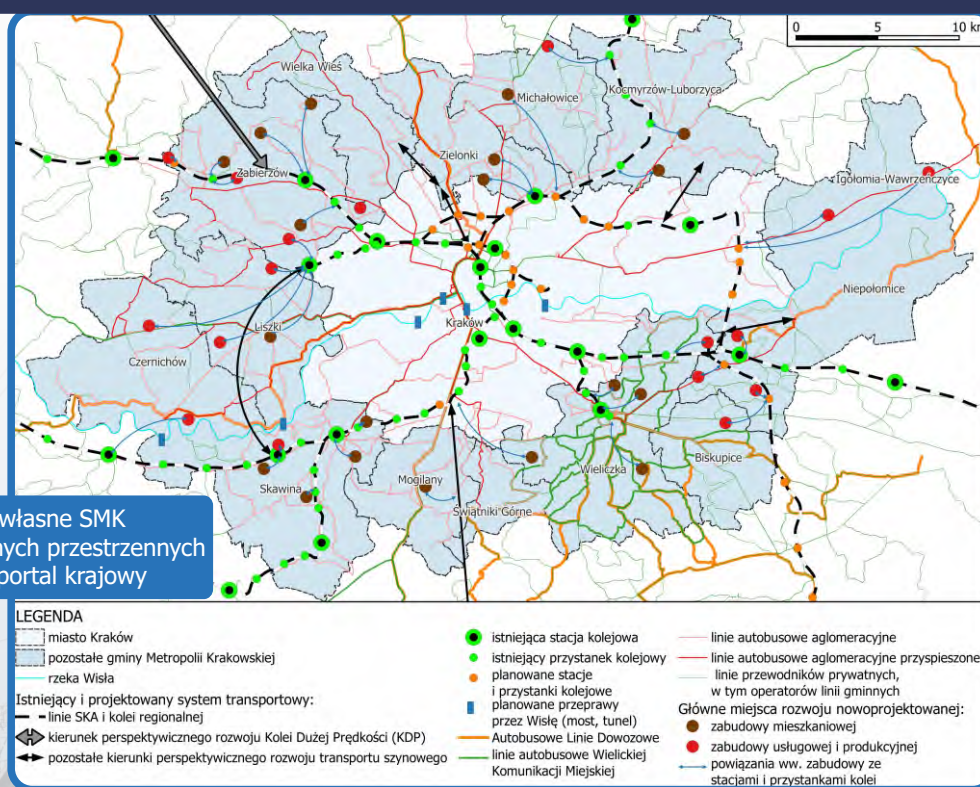 0 5 10 km
Wielka Wieś
Michałowice
Kocmyrzów-Luborzyca
Zielonki
Zabierzów
Igołomia-Wawrzeńczyce
Niepołomice
Kraków
Liszki
Czernichów
Biskupice
Wieliczka
Mogilany
Skawina
Świątniki Górne
własne SMK
nych przestrzennych
portal krajowy
LEGENDA
miasto Kraków
pozostałe gminy Metropolii Krakowskiej
rzeka Wisła
Istniejący i projektowany system transportowy:
linie SKA i kolei regionalnej
kierunek perspektywicznego rozwoju Kolei Dużej Prędkości (KDP)
pozostałe kierunki perspektywicznego rozwoju transportu szynowego
istniejąca stacja kolejowa
istniejący przystanek kolejowy
planowane stacje
i przystanki kolejowe
planowane przeprawy
przez Wisłę (most, tunel)
Autobusowe Linie Dowozowe
linie autobusowe Wielickiej
Komunikacji Miejskiej
linie autobusowe aglomeracyjne
linie autobusowe aglomeracyjne przyspieszone
linie przewodników prywatnych,
w tym operatorów linii gminnych
Główne miejsca rozwoju nowoprojektowanej:
zabudowy mieszkaniowej
zabudowy usługowej i produkcyjnej
powiązania ww. zabudowy ze
stacjami i przystankami kolei